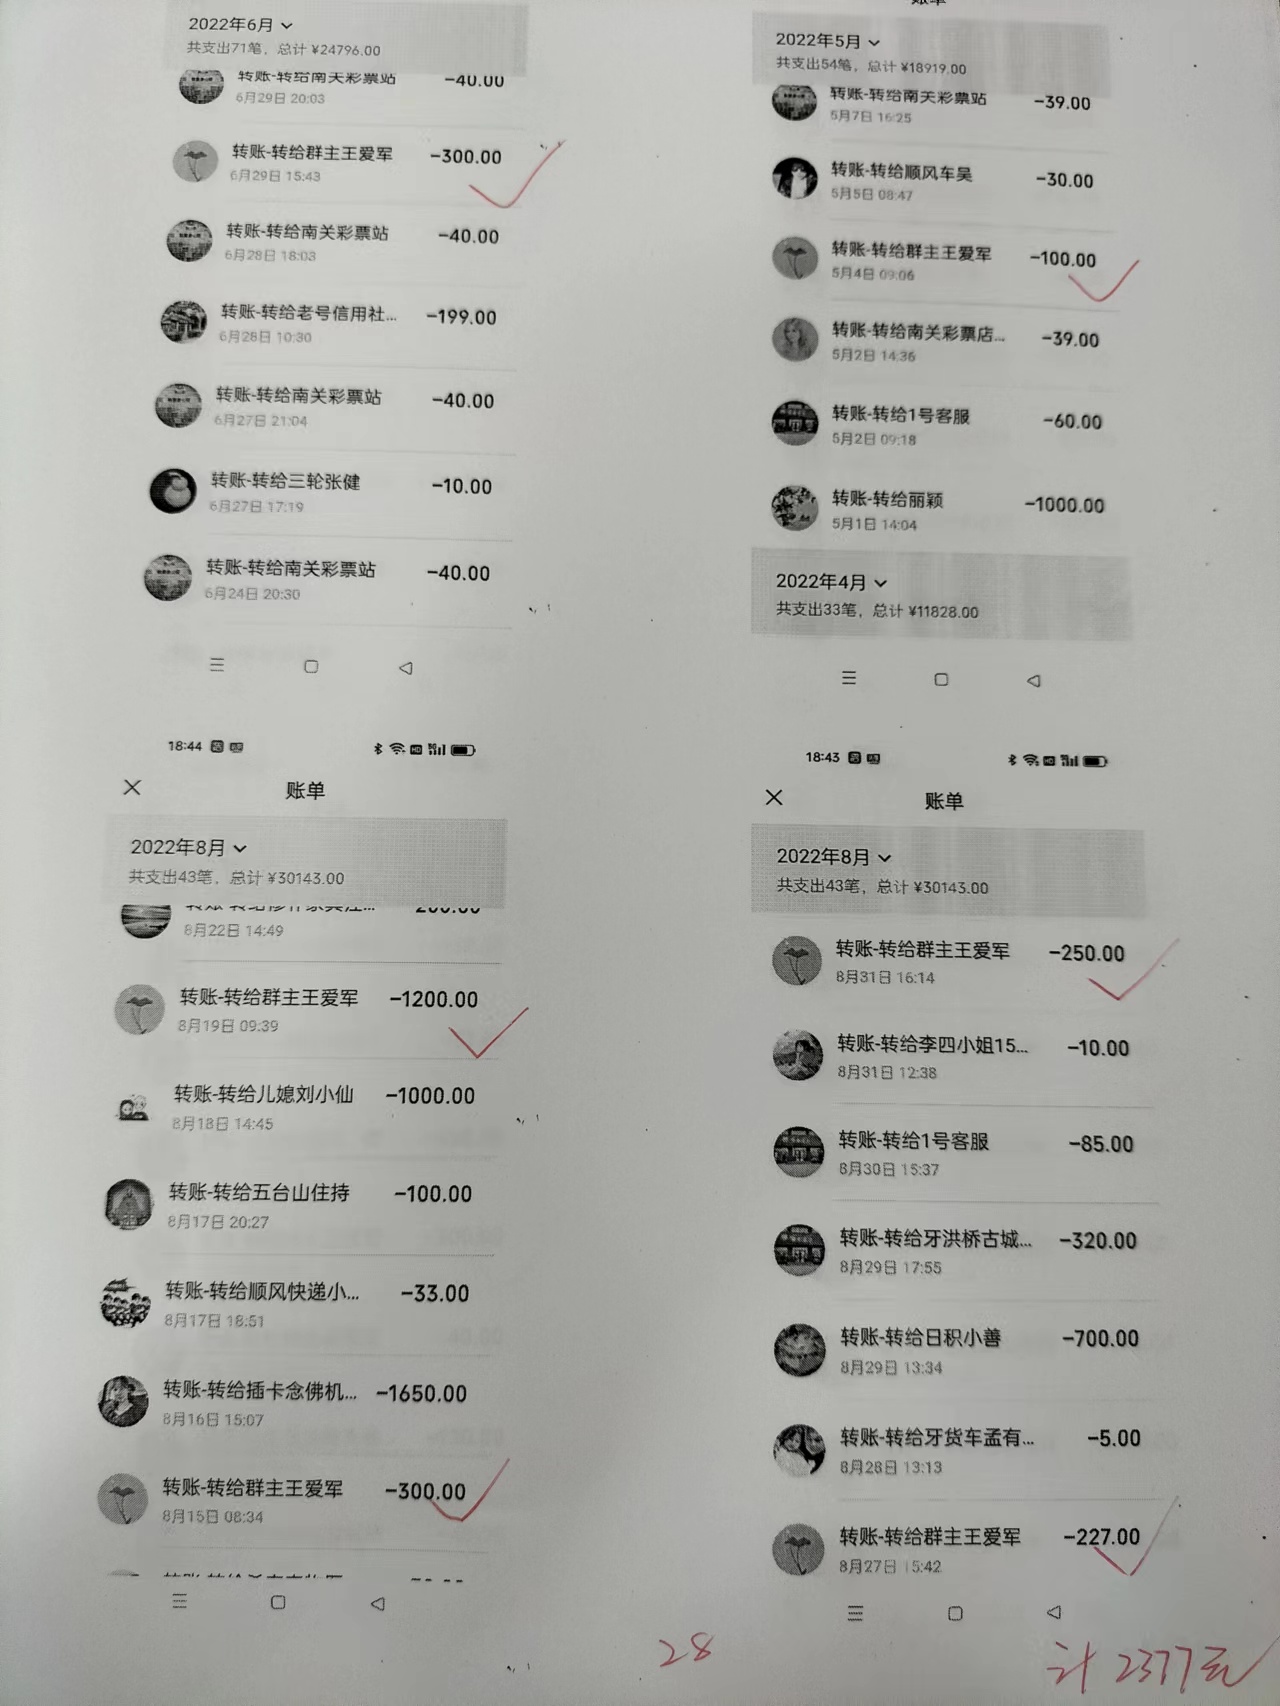 2022年6月
共支出71笔，总计 ¥24796.00
转账-转给南关彩票站 -40.00
6月29日 20:03
转账-转给群主王爱军 -300.00
6月29日 15:43
转账-转给南关彩票站 -40.00
6月28日 18:03
转账-转给老号信用社... -199.00
6月28日 10:30
转账-转给南关彩票站 -40.00
6月27日 21:04
转账-转给三轮张健 -10.00
6月27日 17:19
转账-转给南关彩票站 -40.00
6月24日 20:30
账单
2022年5月
共支出54笔，总计 ¥18919.00
转账-转给南关彩票站 -39.00
5月7日 16:25
转账-转给顺风车吴 -30.00
5月5日 08:47
转账-转给群主王爱军 -100.00
5月4日 09:06
转账-转给南关彩票店... -39.00
5月2日 14:36
转账-转给1号客服 -60.00
5月2日 09:18
转账-转给丽颖 -1000.00
5月1日 14:04
2022年4月
共支出33笔，总计 ¥11828.00
18:44
账单
2022年8月
共支出43笔，总计 ¥30143.00
8月22日 14:49
转账-转给群主王爱军 -1200.00
8月19日 09:39
转账-转给儿媳刘小仙 -1000.00
8月18日 14:45
转账-转给五台山住持 -100.00
8月17日 20:27
转账-转给顺风快递小... -33.00
8月17日 18:51
转账-转给插卡念佛机... -1650.00
8月16日 15:07
转账-转给群主王爱军 -300.00
8月15日 08:34
18:43
账单
2022年8月
共支出43笔，总计 ¥30143.00
转账-转给群主王爱军 -250.00
8月31日 16:14
转账-转给李四小姐15... -10.00
8月31日 12:38
转账-转给1号客服 -85.00
8月30日 15:37
转账-转给牙洪桥古城... -320.00
8月29日 17:55
转账-转给日积小善 -700.00
8月29日 13:34
转账-转给牙货车孟有... -5.00
8月28日 13:13
转账-转给群主王爱军 -227.00
8月27日 15:42
28
计 2377元